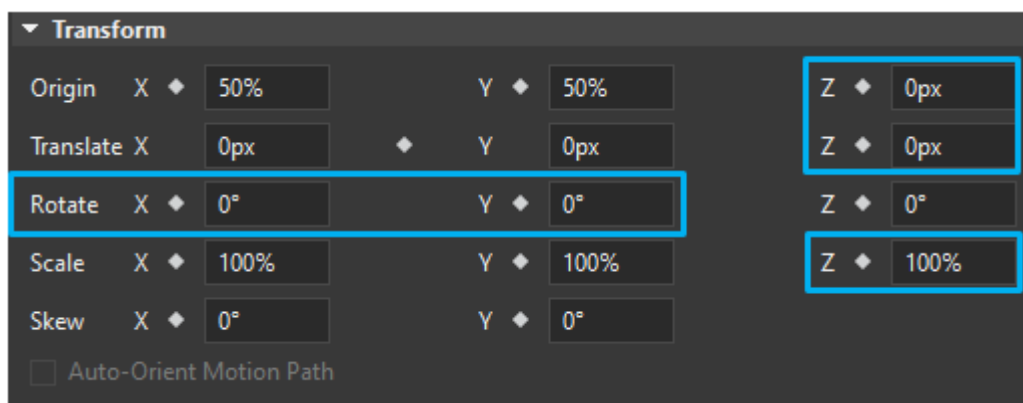 Transform
Origin X 50% Y 50% Z 0px
Translate X 0px Y 0px Z 0px
Rotate X 0° Y 0° Z 0°
Scale X 100% Y 100% Z 100%
Skew X 0° Y 0°
Auto-Orient Motion Path